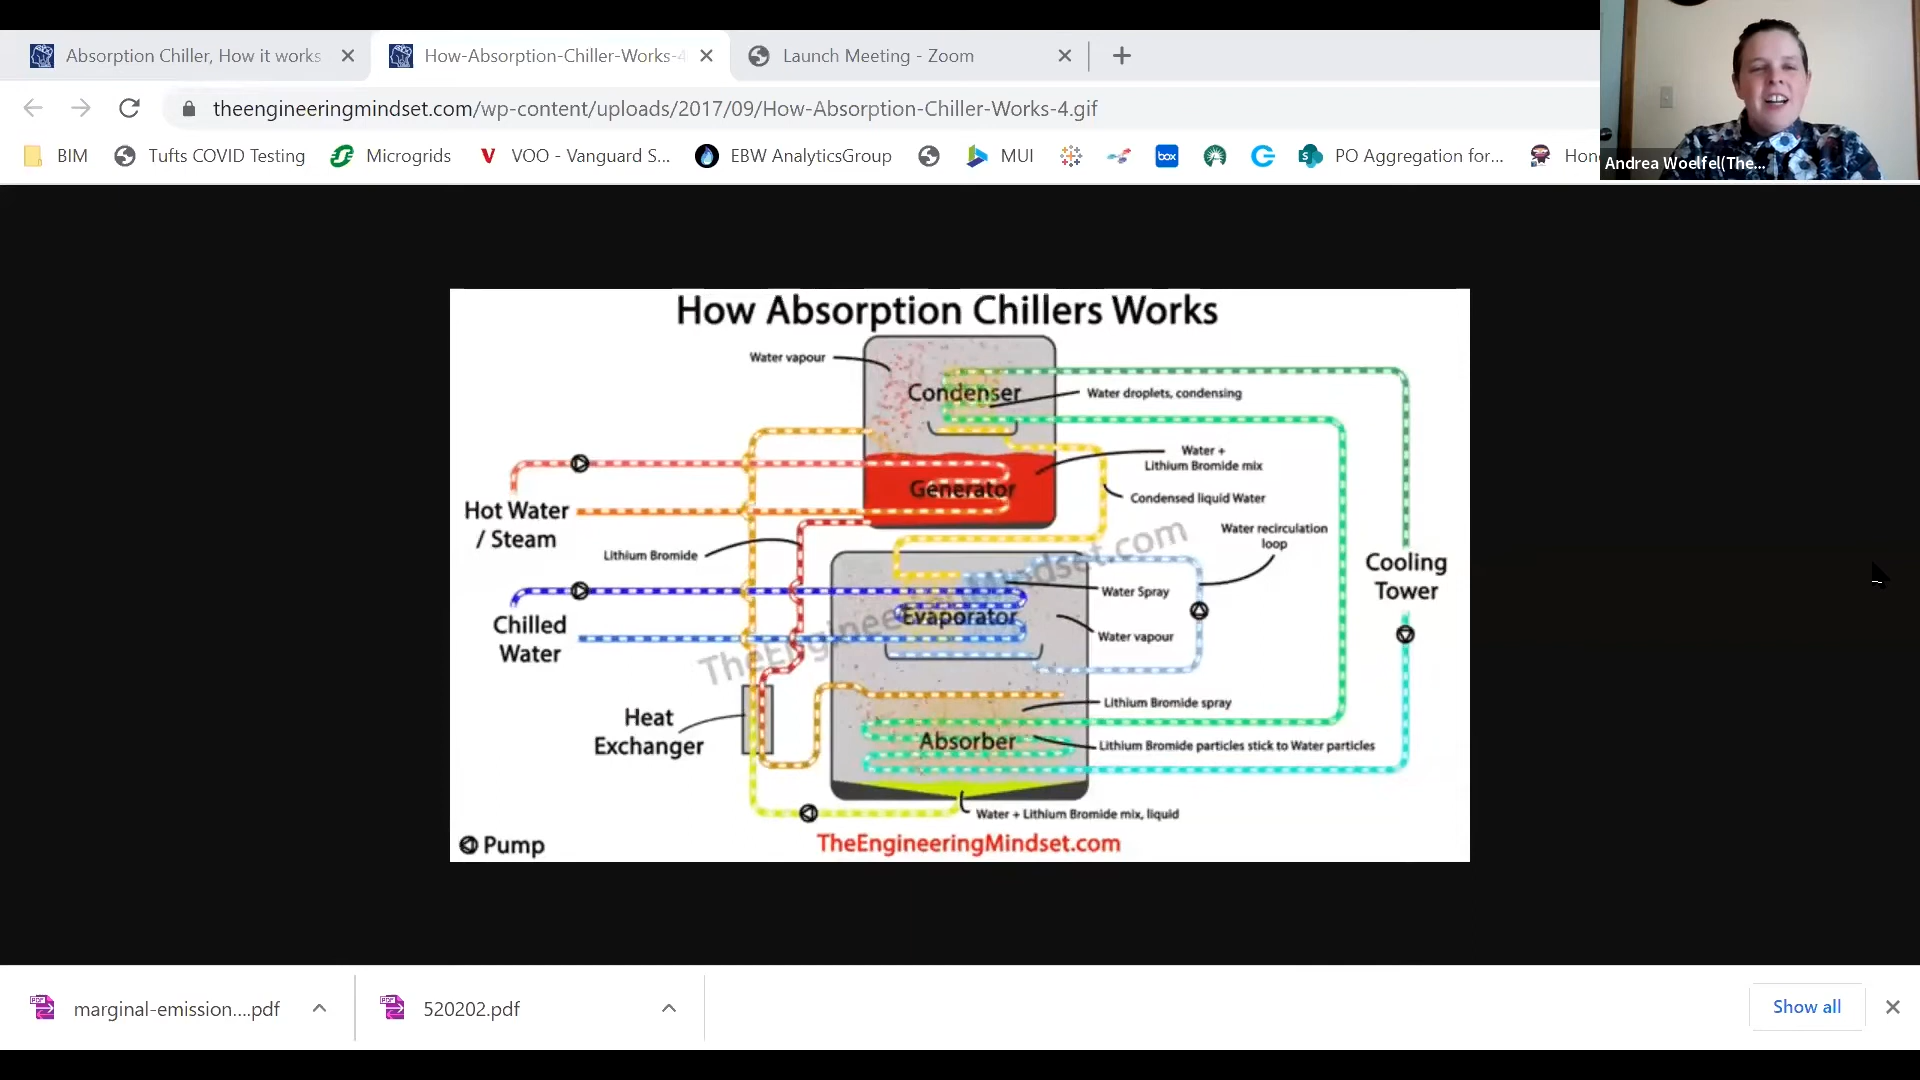 Absorption Chiller, How it works
How-Absorption-Chiller-Works-4
Launch Meeting - Zoom
theengineeringmindset.com/wp-content/uploads/2017/09/How-Absorption-Chiller-Works-4.gif
BIM
Tufts COVID Testing
Microgrids
VOO - Vanguard S...
EBW AnalyticsGroup
MUI
box
PO Aggregation for...
Hon
Andrea Woelfel(The...
How Absorption Chillers Works
Water vapour
Condenser
Water droplets, condensing
Water +
Lithium Bromide mix
Generator
Condensed liquid Water
Hot Water
/ Steam
Water recirculation
loop
Lithium Bromide
Cooling
Tower
Water Spray
Evaporator
Chilled
Water
Water vapour
TheEngineeringMindset.com
Lithium Bromide spray
Heat
Exchanger
Absorber
Lithium Bromide particles stick to Water particles
Water + Lithium Bromide mix, liquid
Pump
TheEngineeringMindset.com
marginal-emission....pdf
520202.pdf
Show all